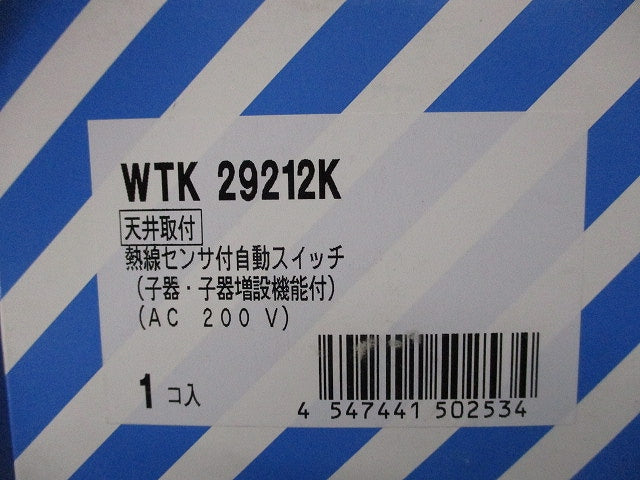 WTK 29212K
天井取付
熱線センサ付自動スイッチ
(子器・子器増設機能付)
(AC 200 V)
1 コ入
4 547441 502534